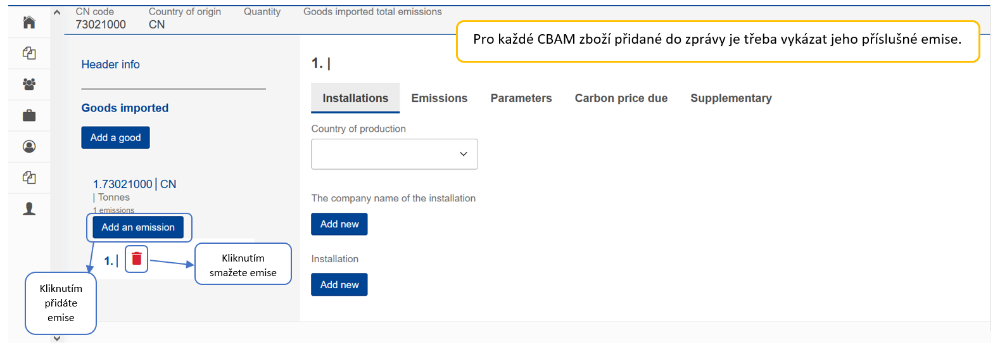 CN code Country of origin Quantity Goods imported total emissions
73021000 CN
Pro každé CBAM zboží přidané do zprávy je třeba vykázat jeho příslušné emise.
Header info
Goods imported
Add a good
1.73021000 | CN
| Tonnes
1 emissions
Add an emission
1. |
Kliknutím
smažete emise
Kliknutím
přidáte
emise
1. |
Installations Emissions Parameters Carbon price due Supplementary
Country of production
The company name of the installation
Add new
Installation
Add new